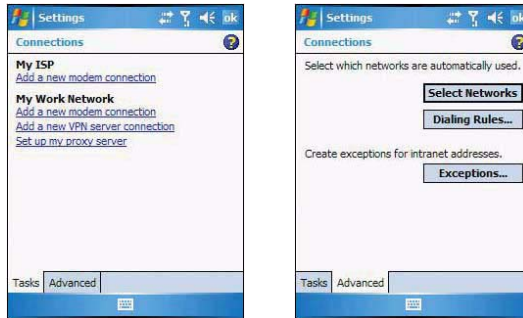 Settings
ok
Connections
?
My ISP
Add a new modem connection
My Work Network
Add a new modem connection
Add a new VPN server connection
Set up my proxy server
Tasks Advanced
Settings
ok
Connections
?
Select which networks are automatically used.
Select Networks
Dialing Rules...
Create exceptions for intranet addresses.
Exceptions...
Tasks Advanced